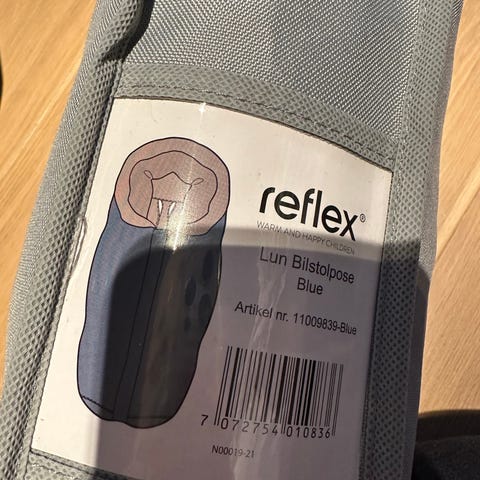 reflex®
WARM AND HAPPY CHILDREN
Lun Bilstolpose
Blue
Artikel nr. 11009839-Blue
7 072754 010836
N00019-21